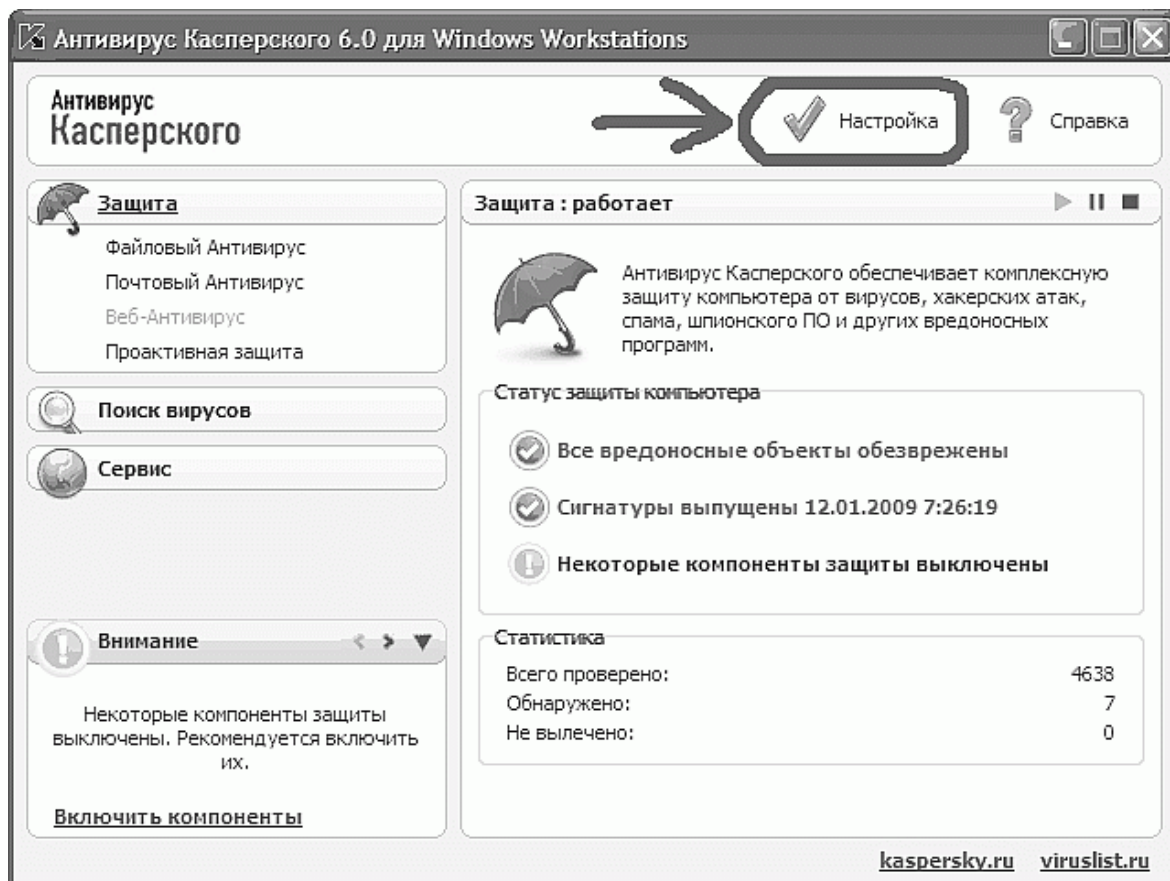 Антивирус Касперского 6.0 для Windows Workstations
Антивирус
Касперского
Настройка
Справка
Защита
Файловый Антивирус
Почтовый Антивирус
Веб-Антивирус
Проактивная защита
Поиск вирусов
Сервис
Внимание
Некоторые компоненты защиты
выключены. Рекомендуется включить
их.
Включить компоненты
Защита : работает
Антивирус Касперского обеспечивает комплексную
защиту компьютера от вирусов, хакерских атак,
спама, шпионского ПО и других вредоносных
программ.
Статус защиты компьютера
Все вредоносные объекты обезврежены
Сигнатуры выпущены 12.01.2009 7:26:19
Некоторые компоненты защиты выключены
Статистика
Всего проверено: 4638
Обнаружено: 7
Не вылечено: 0
kaspersky.ru viruslist.ru